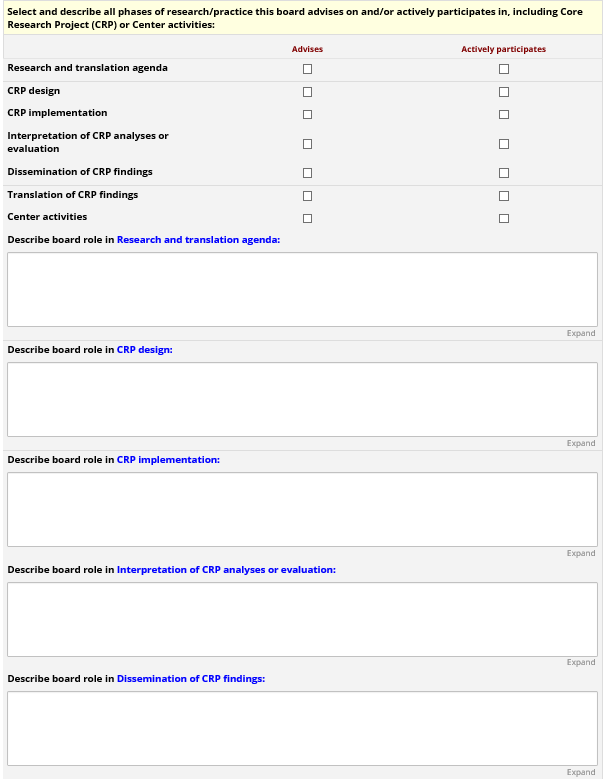 Select and describe all phases of research/practice this board advises on and/or actively participates in, including Core
Research Project (CRP) or Center activities:
Advises Actively participates
Research and translation agenda
CRP design
CRP implementation
Interpretation of CRP analyses or
evaluation
Dissemination of CRP findings
Translation of CRP findings
Center activities
Describe board role in Research and translation agenda:
Expand
Describe board role in CRP design:
Expand
Describe board role in CRP implementation:
Expand
Describe board role in Interpretation of CRP analyses or evaluation:
Expand
Describe board role in Dissemination of CRP findings:
Expand